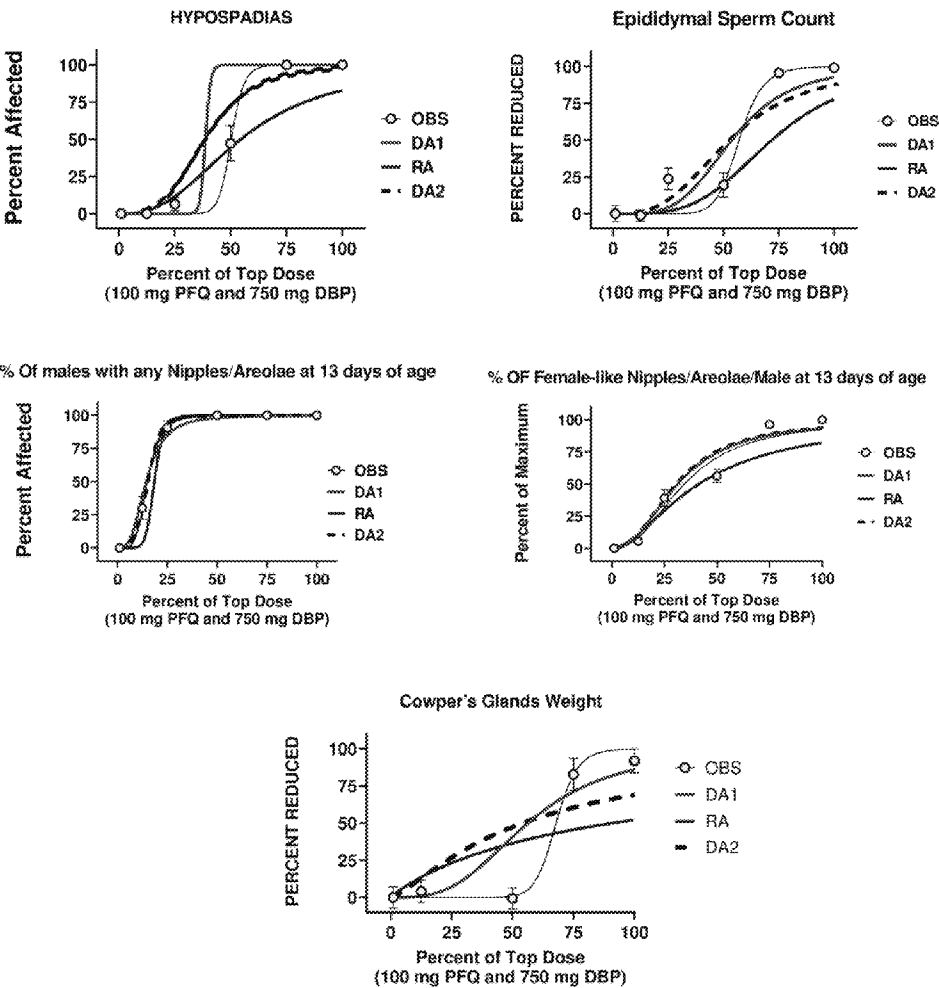 HYPOSPADIAS
Percent Affected
100
75
50
25
0
0 25 50 75 100
Percent of Top Dose
(100 mg PFQ and 750 mg DBP)
OBS
DA1
RA
DA2
Epididymal Sperm Count
PERCENT REDUCED
100
75
50
25
0
0 25 50 75 100
Percent of Top Dose
(100 mg PFQ and 750 mg DBP)
OBS
DA1
RA
DA2
% Of males with any Nipples/Areolae at 13 days of age
Percent Affected
100
75
50
25
0
0 25 50 75 100
Percent of Top Dose
(100 mg PFQ and 750 mg DBP)
OBS
DA1
RA
DA2
% OF Female-like Nipples/Areolae/Male at 13 days of age
Percent of Maximum
100
75
50
25
0
0 25 50 75 100
Percent of Top Dose
(100 mg PFQ and 750 mg DBP)
OBS
DA1
RA
DA2
Cowper's Glands Weight
PERCENT REDUCED
100
75
50
25
0
0 25 50 75 100
Percent of Top Dose
(100 mg PFQ and 750 mg DBP)
OBS
DA1
RA
DA2